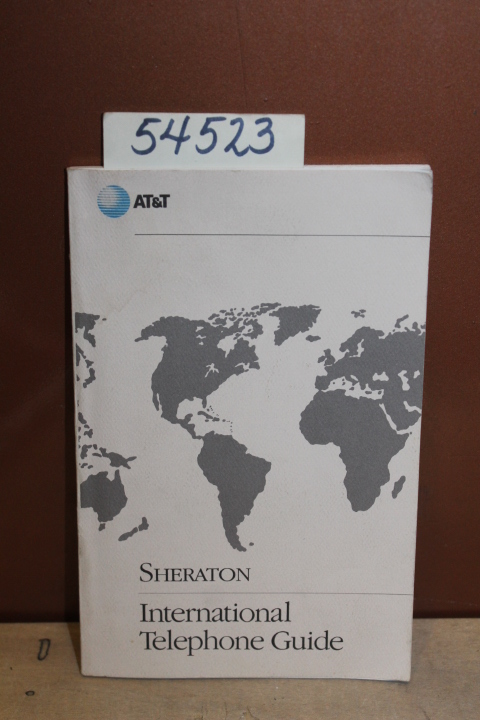 54523
AT&T
SHERATON
International
Telephone Guide
D